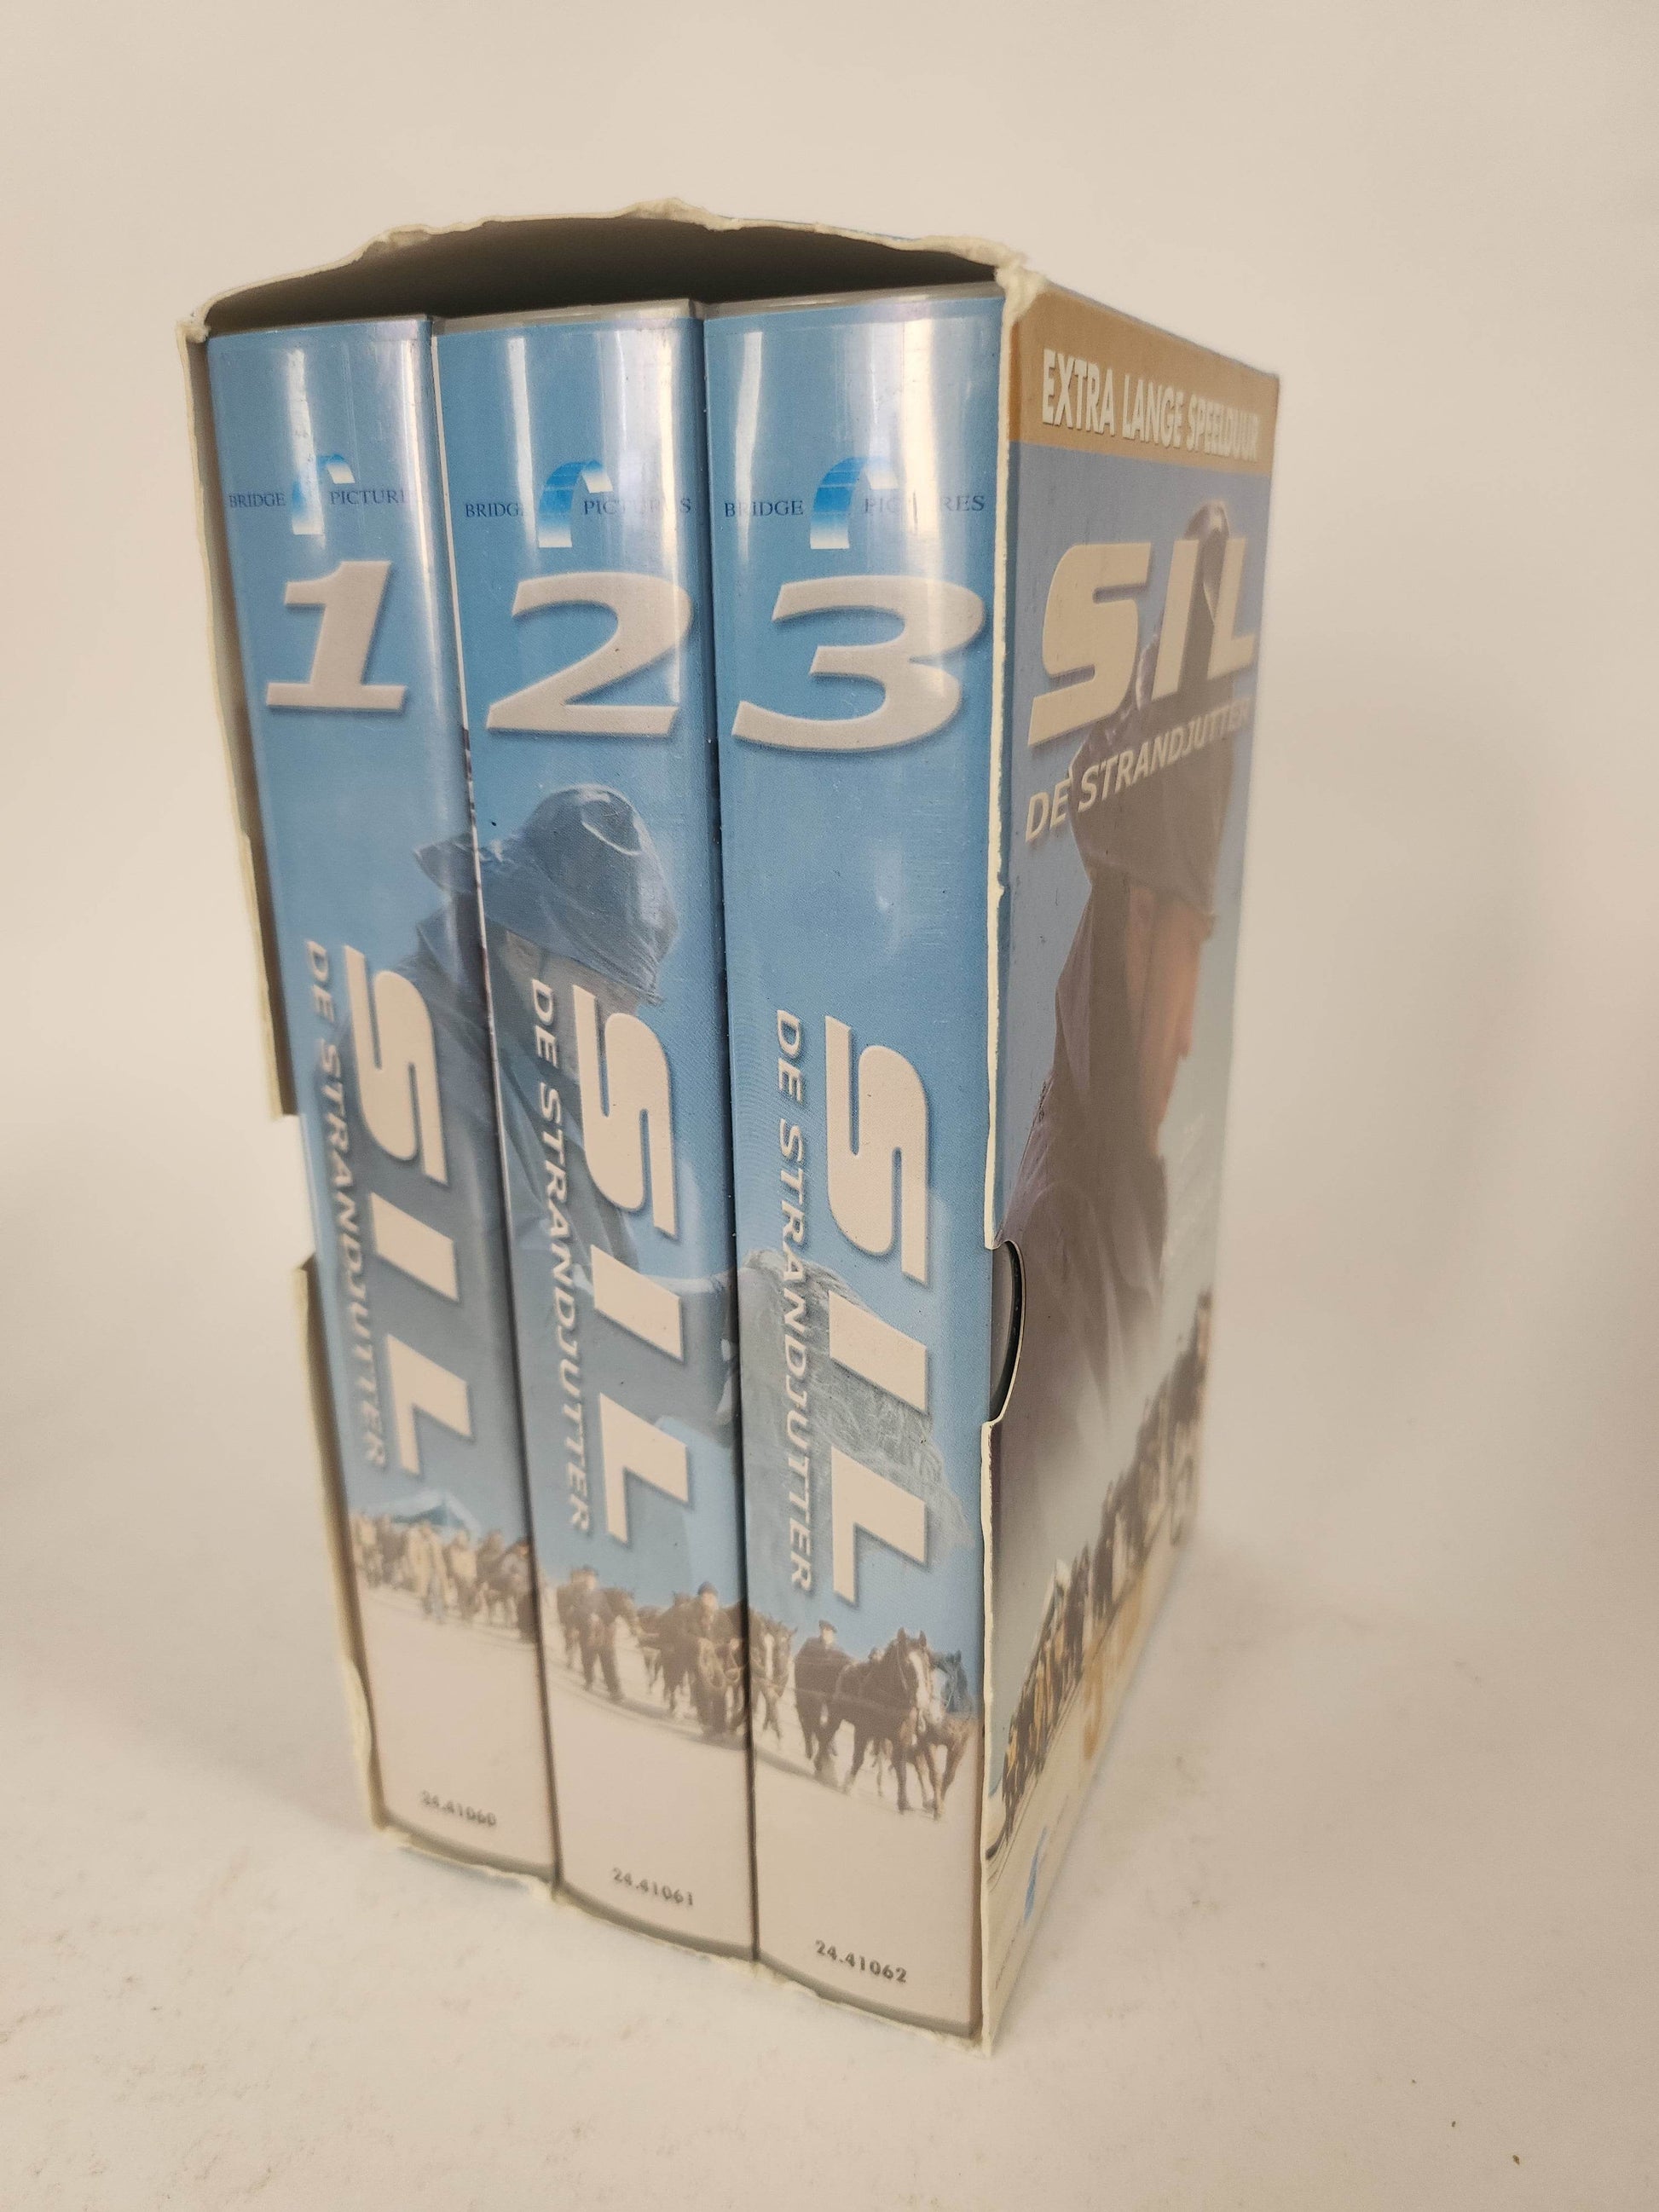 BRIDGE PICTURES
1
SIL
DE STRANDJUTTER
24.41060
BRIDGE PICTURES
2
SIL
DE STRANDJUTTER
24.41061
BRIDGE PICTURES
3
SIL
DE STRANDJUTTER
24.41062
EXTRA LANGE SPEELDUUR
SIL
DE STRANDJUTTER